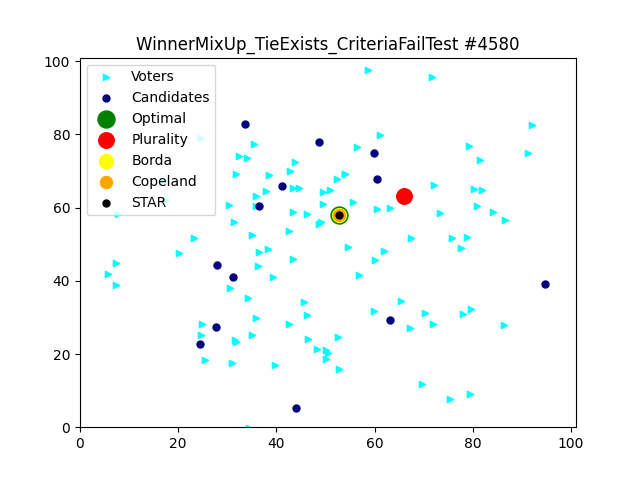 WinnerMixUp_TieExists_CriteriaFailTest #4580
Voters
Candidates
Optimal
Plurality
Borda
Copeland
STAR
100
80
60
40
20
0
0 20 40 60 80 100